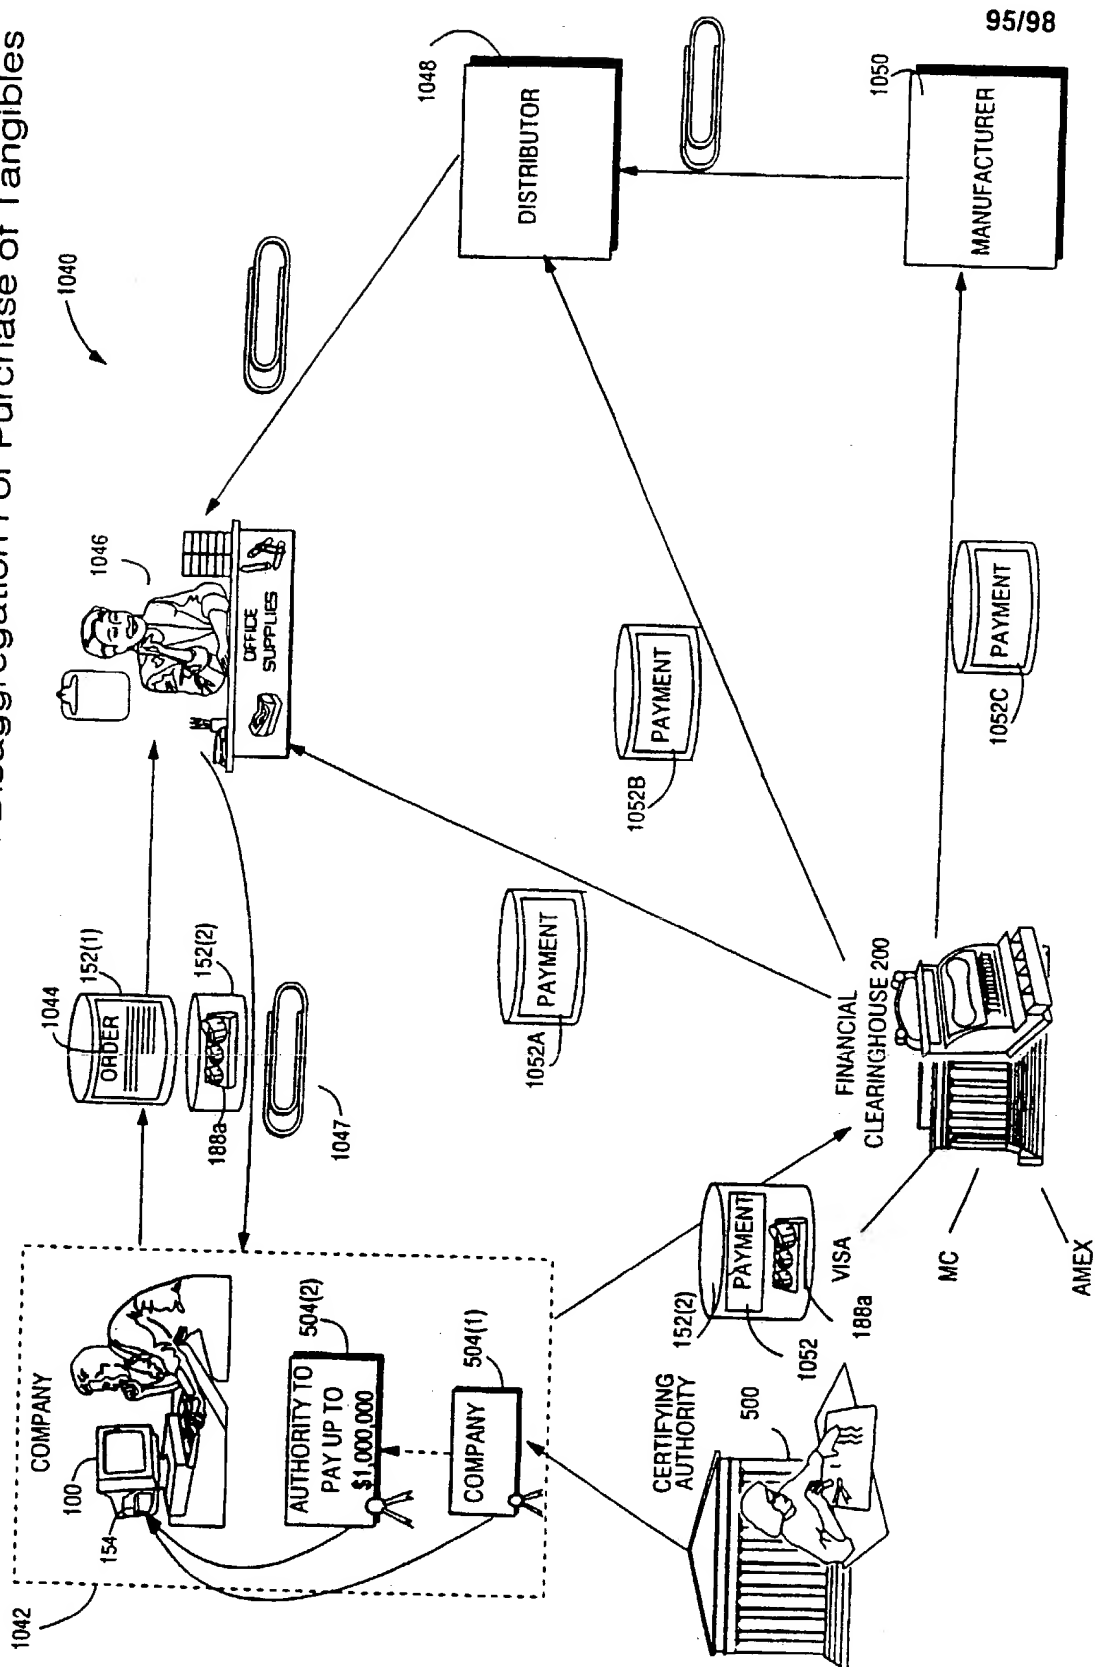 Disaggregation For Purchase of Tangibles
95/98
1040
1042
COMPANY
100
154
AUTHORITY TO
PAY UP TO
$1,000,000
504(2)
COMPANY
504(1)
1044
ORDER
152(1)
152(2)
188a
1047
1046
OFFICE
SUPPLIES
1048
DISTRIBUTOR
1050
MANUFACTURER
PAYMENT
1052A
PAYMENT
1052B
PAYMENT
1052C
CERTIFYING
AUTHORITY
500
152(2)
PAYMENT
1052
188a
FINANCIAL
CLEARINGHOUSE 200
VISA
MC
AMEX